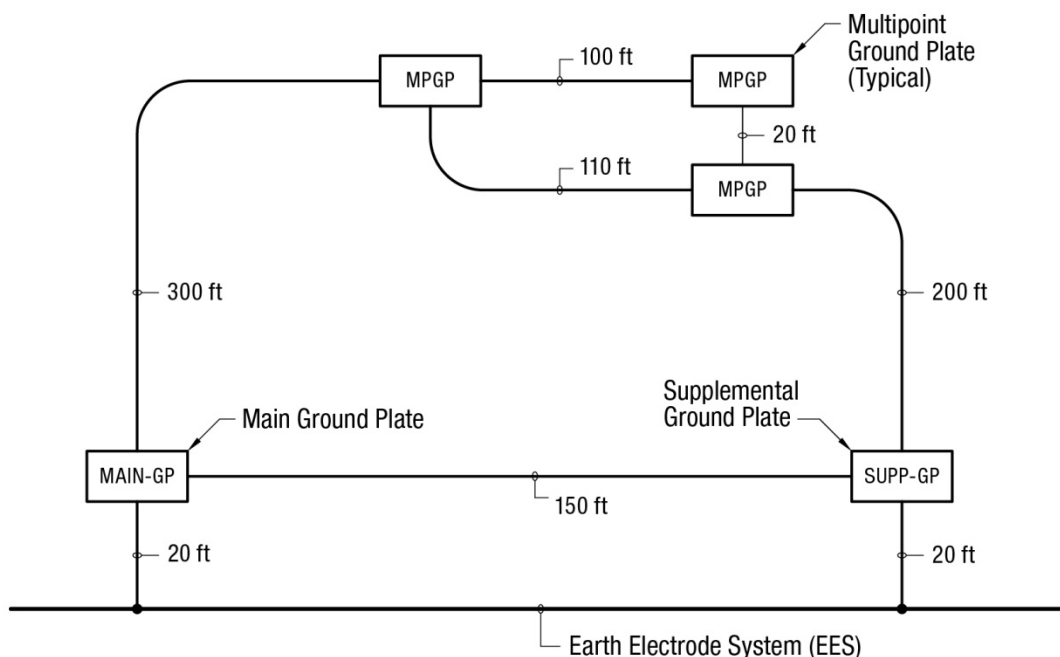 Multipoint
Ground Plate
(Typical)
100 ft
MPGP
MPGP
20 ft
110 ft
MPGP
300 ft
200 ft
Supplemental
Ground Plate
Main Ground Plate
MAIN-GP
SUPP-GP
150 ft
20 ft
20 ft
Earth Electrode System (EES)